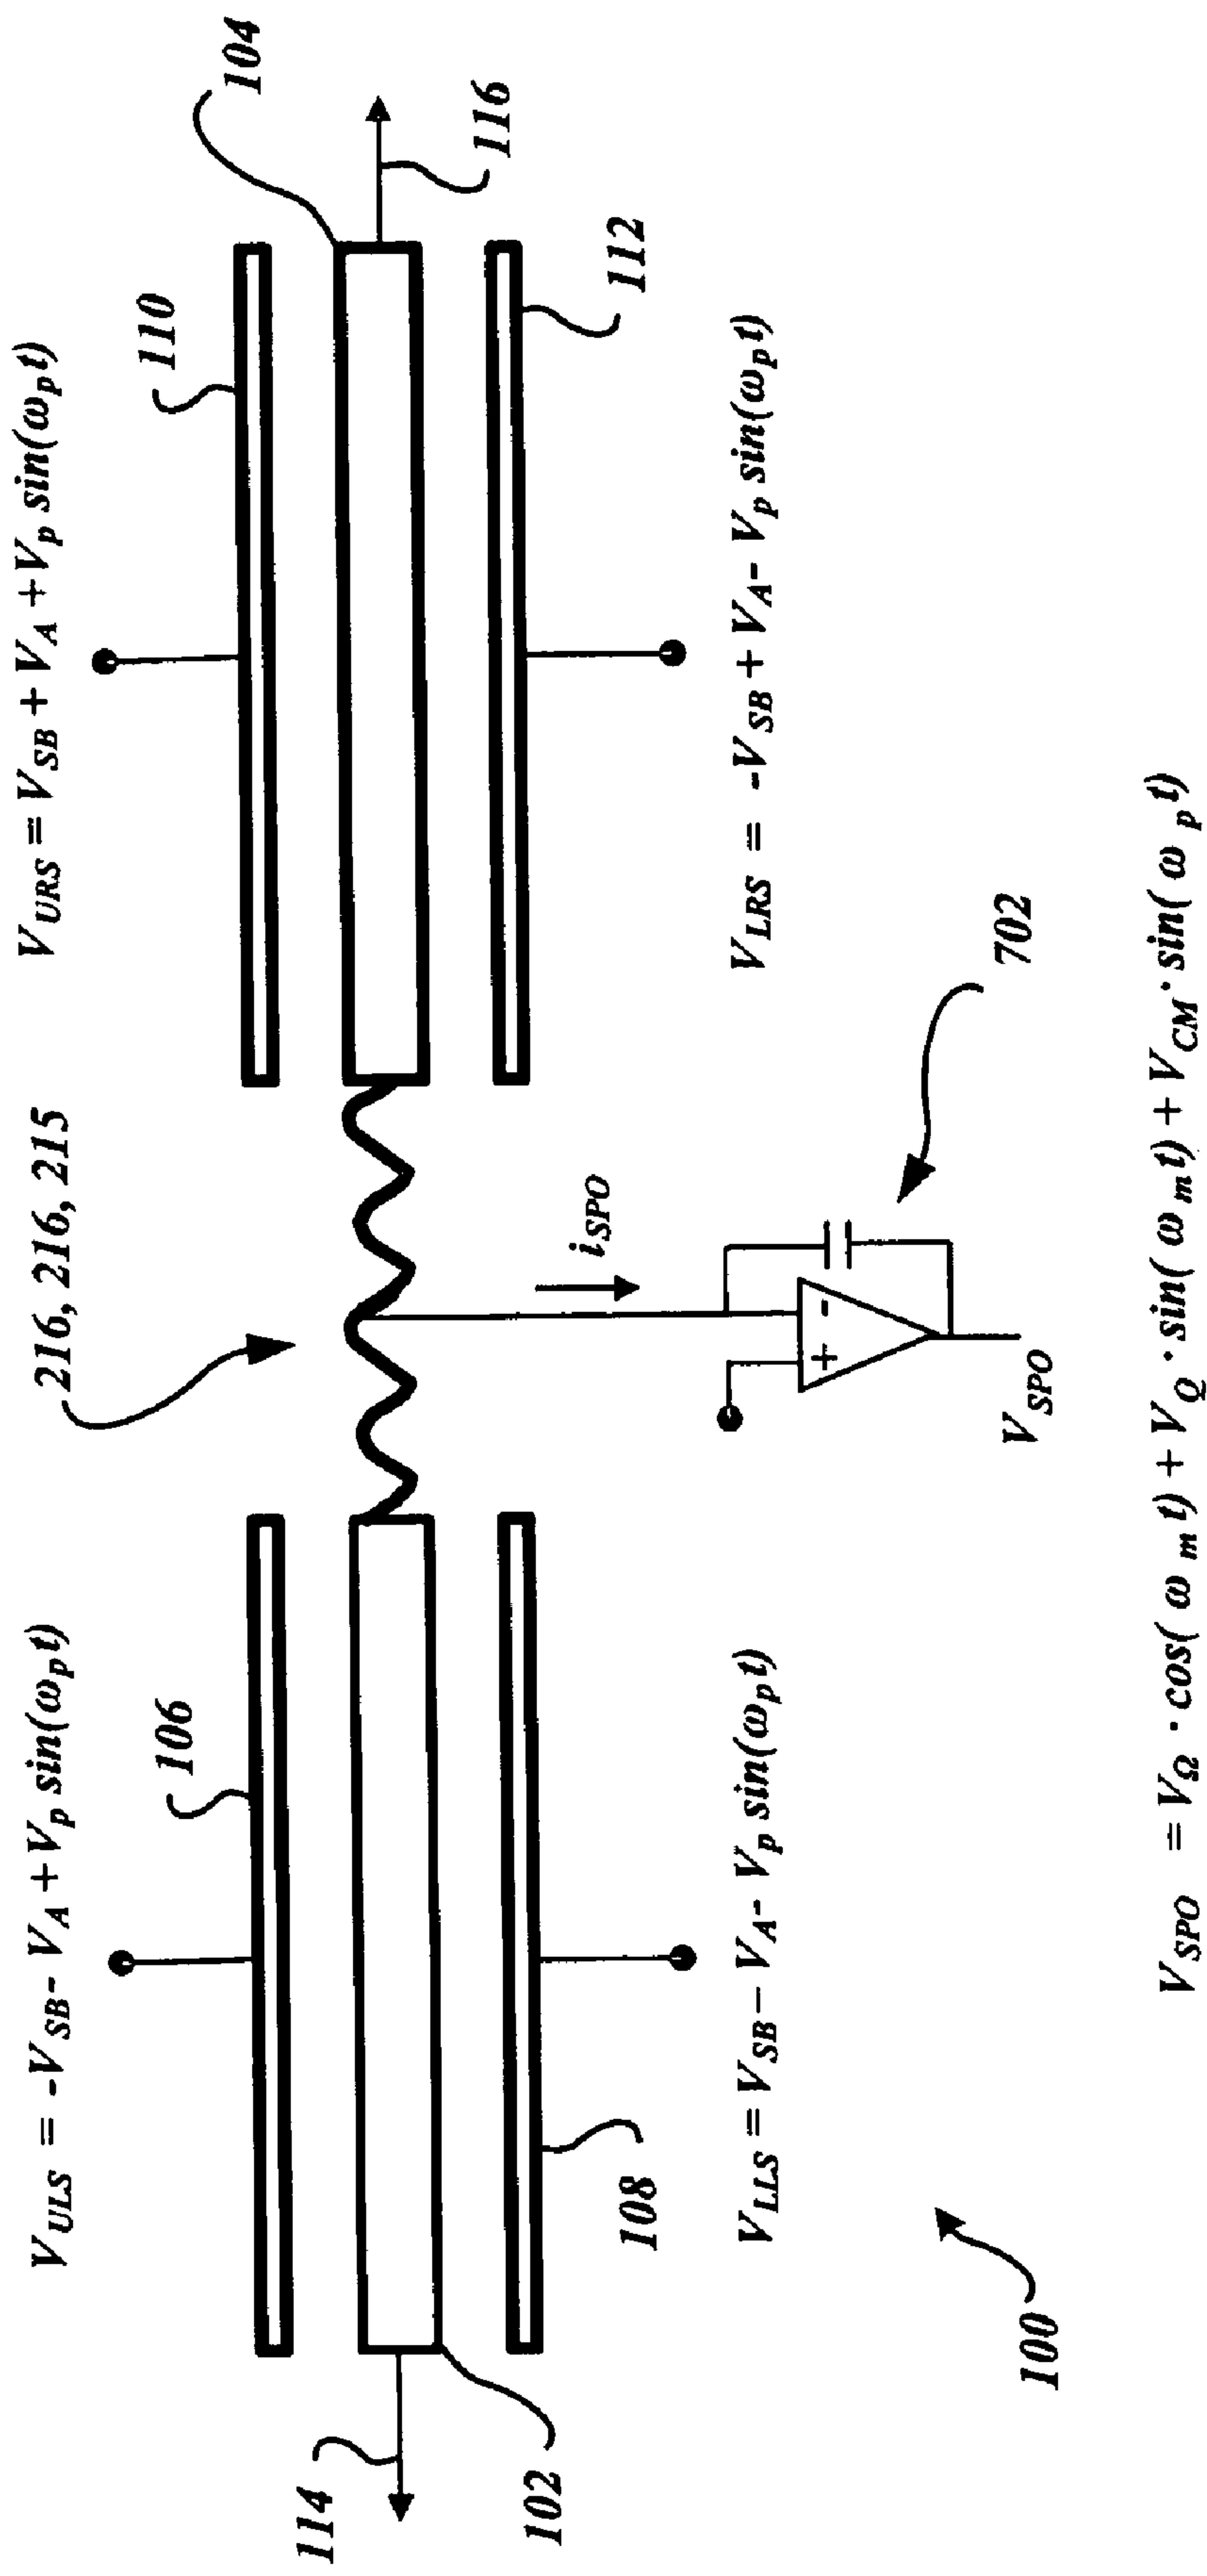 V_ULS = -V_SB - V_A + V_p sin(ω_p t)
V_URS = V_SB + V_A + V_p sin(ω_p t)
216, 216, 215
106
110
104
114
116
102
108
112
i_SPO
V_LLS = V_SB – V_A - V_p sin(ω_p t)
V_LRS = -V_SB + V_A - V_p sin(ω_p t)
+
-
702
V_SPO
100
V_SPO = V_Ω · cos( ω_m t) + V_Q · sin( ω_m t) + V_CM · sin( ω_p t)